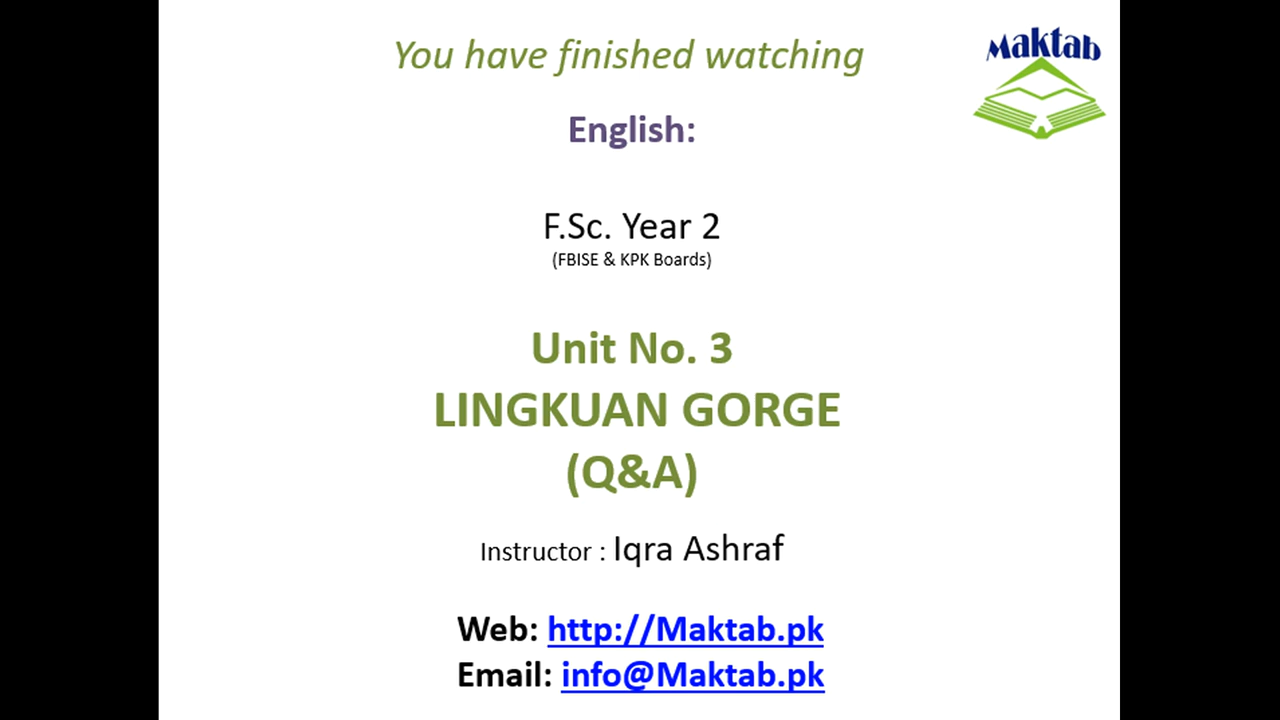 You have finished watching
Maktab
English:
F.Sc. Year 2
(FBISE & KPK Boards)
Unit No. 3
LINGKUAN GORGE
(Q&A)
Instructor : Iqra Ashraf
Web: http://Maktab.pk
Email: info@Maktab.pk